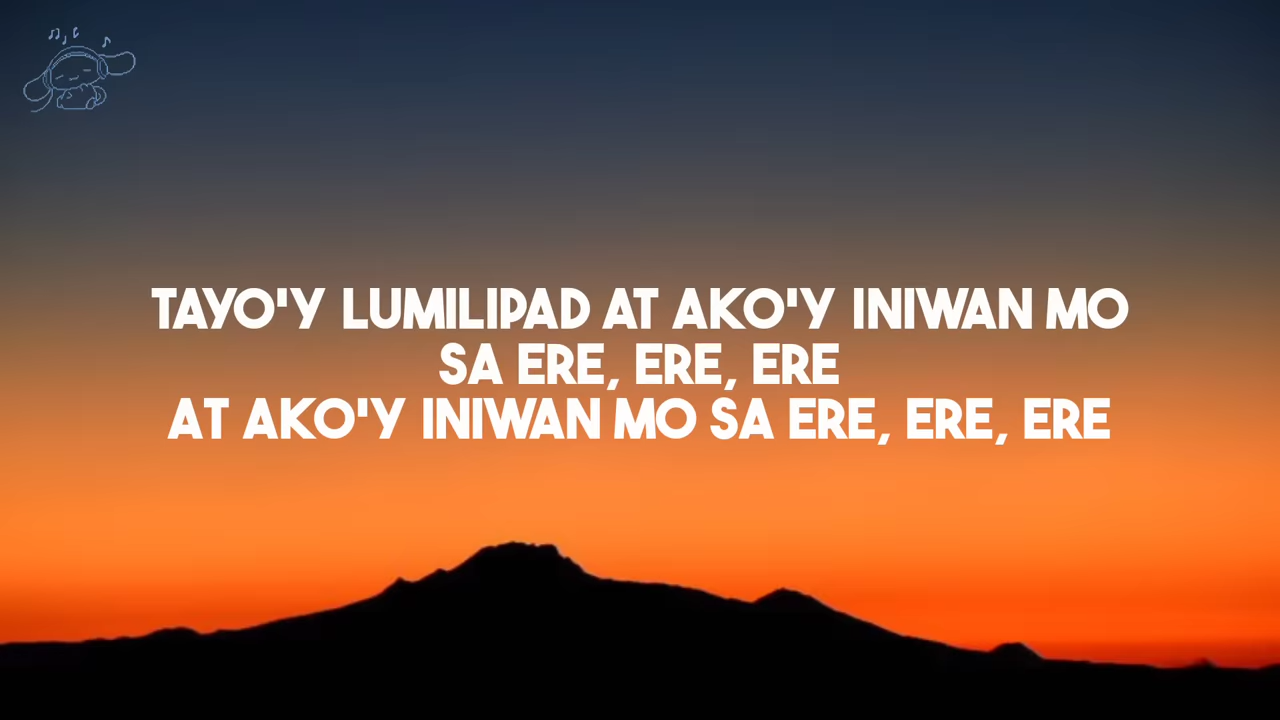 TAYO'Y LUMILIPAD AT AKO'Y INIWAN MO
SA ERE, ERE, ERE
AT AKO'Y INIWAN MO SA ERE, ERE, ERE